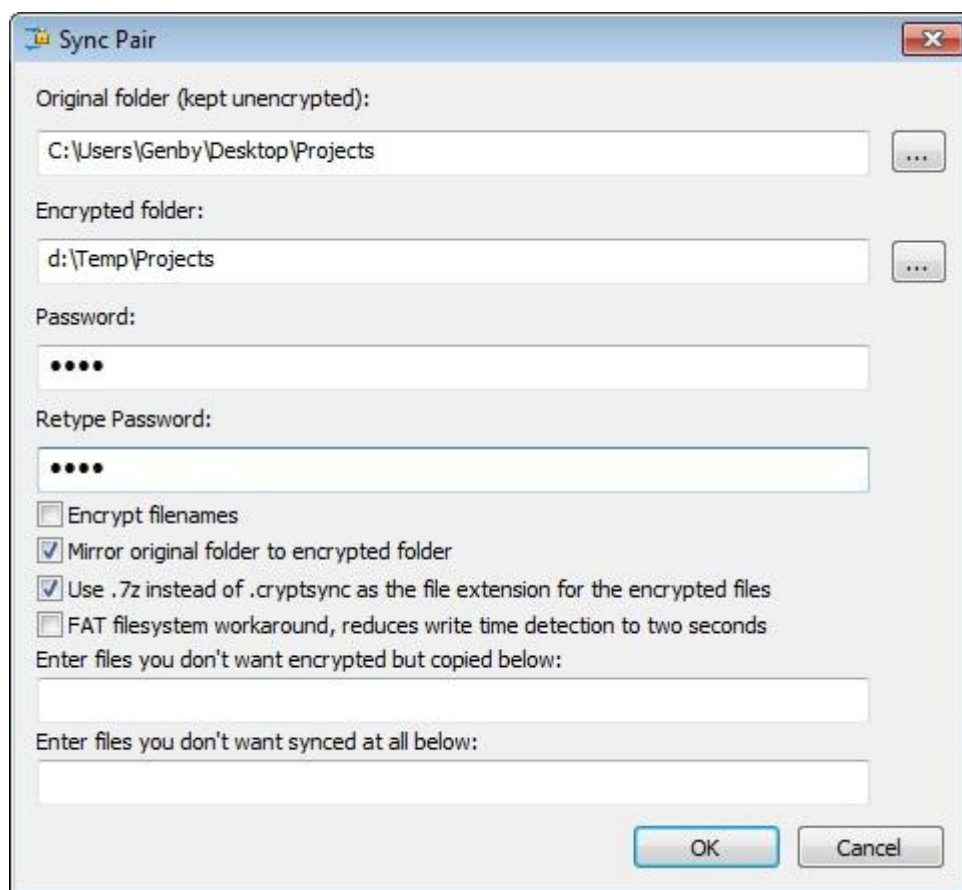 Sync Pair
Original folder (kept unencrypted):
C:\Users\Genby\Desktop\Projects
...
Encrypted folder:
d:\Temp\Projects
...
Password:
●●●●
Retype Password:
●●●●
Encrypt filenames
Mirror original folder to encrypted folder
Use .7z instead of .cryptsync as the file extension for the encrypted files
FAT filesystem workaround, reduces write time detection to two seconds
Enter files you don't want encrypted but copied below:
Enter files you don't want synced at all below:
OK Cancel